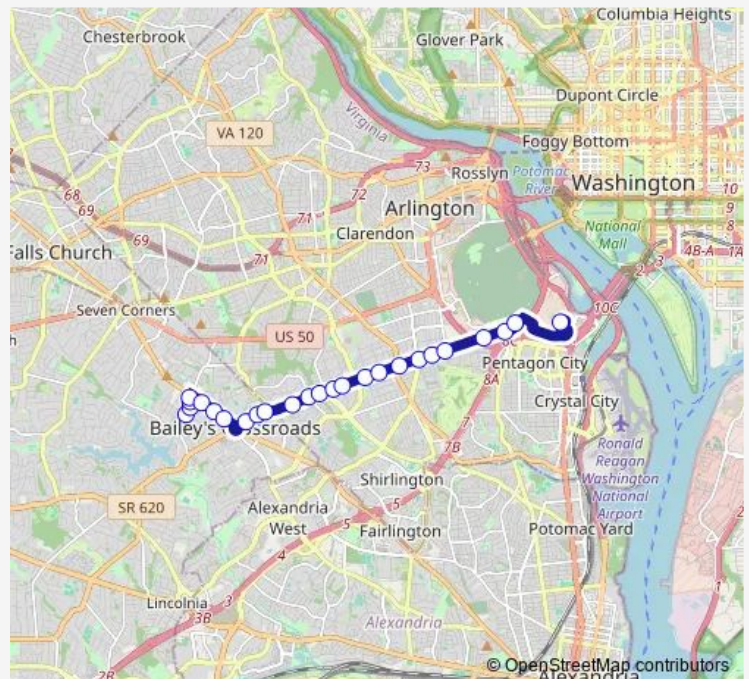 Columbia Heights
Chesterbrook
Glover Park
Dupont Circle
VA 120
Virginia
Foggy Bottom
73
Rosslyn
Potomac
River
Washington
10
68
72
9
69
Arlington
National
Mall
8
71
Clarendon
69
71
4B-A
1A
Falls Church
3
2
Seven Corners
10C
US 50
h
Pentagon City
8A
Crystal City
7
Bailey's Crossroads
7B
Ronald
Reagan
Washington
National
Airport
Shirlington
SR 620
Alexandria
West
5
5
Fairlington
Potomac Yard
4
2
Lincolnia
3
3B
1
Alexandria
2B
© OpenStreetMap contributors
Alexandria